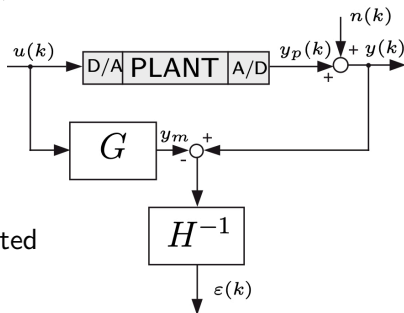 n(k)
u(k)
D/A PLANT A/D
y_p(k)
+
+
y(k)
G
y_m
+
-
H^{-1}
ted
ε(k)